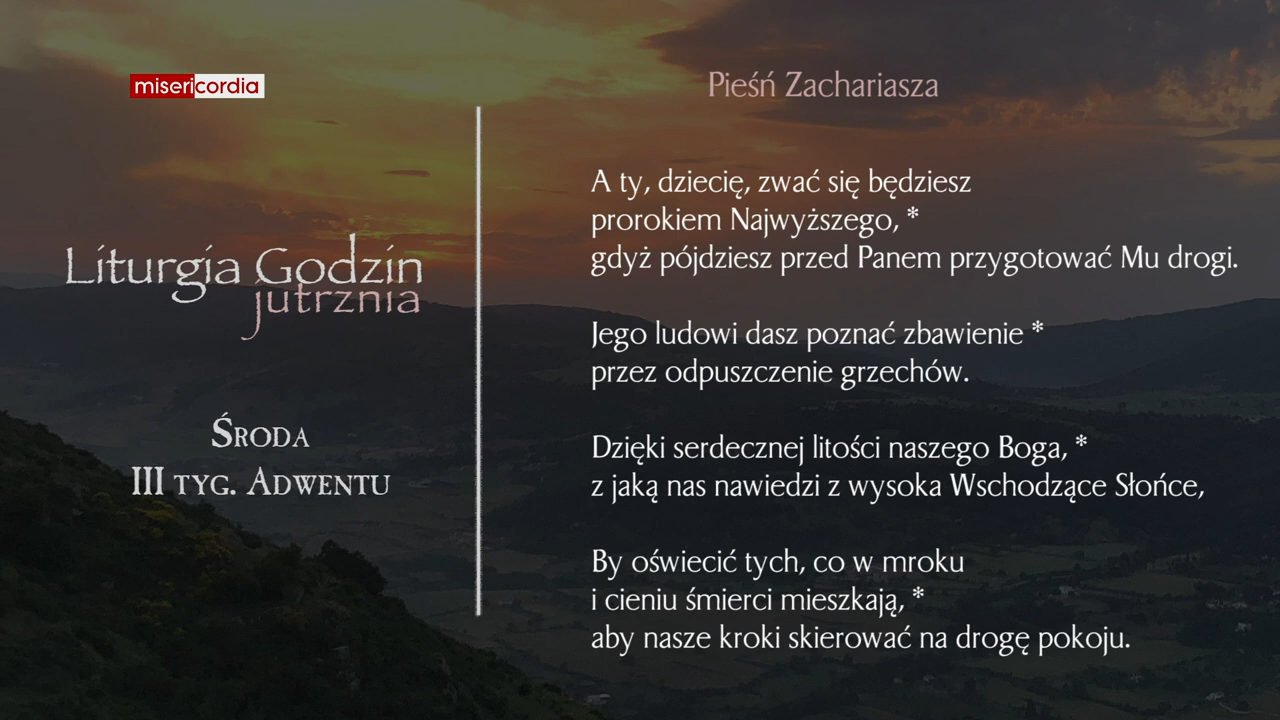 misericordia
Liturgia Godzin
jutrznia
Środa
III tyg. Adwentu
Pieśń Zachariasza
A ty, dziecię, zwać się będziesz
prorokiem Najwyższego, *
gdyż pójdziesz przed Panem przygotować Mu drogi.
Jego ludowi dasz poznać zbawienie *
przez odpuszczenie grzechów.
Dzięki serdecznej litości naszego Boga, *
z jaką nas nawiedzi z wysoka Wschodzące Słońce,
By oświecić tych, co w mroku
i cieniu śmierci mieszkają, *
aby nasze kroki skierować na drogę pokoju.